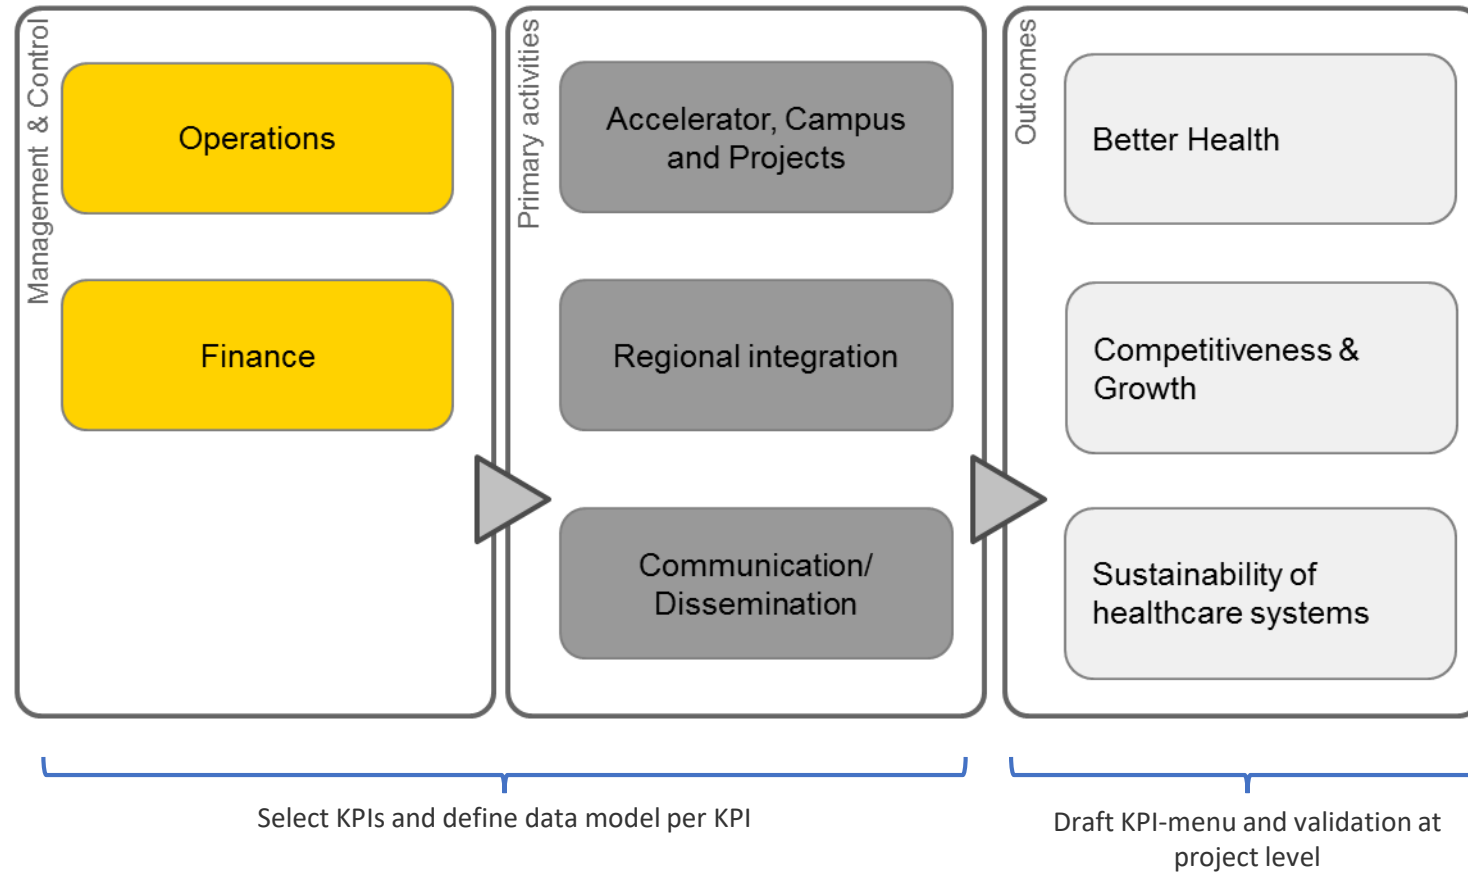 Management & Control
Operations
Finance
Primary activities
Accelerator, Campus
and Projects
Regional integration
Communication/
Dissemination
Outcomes
Better Health
Competitiveness &
Growth
Sustainability of
healthcare systems
Select KPIs and define data model per KPI
Draft KPI-menu and validation at
project level